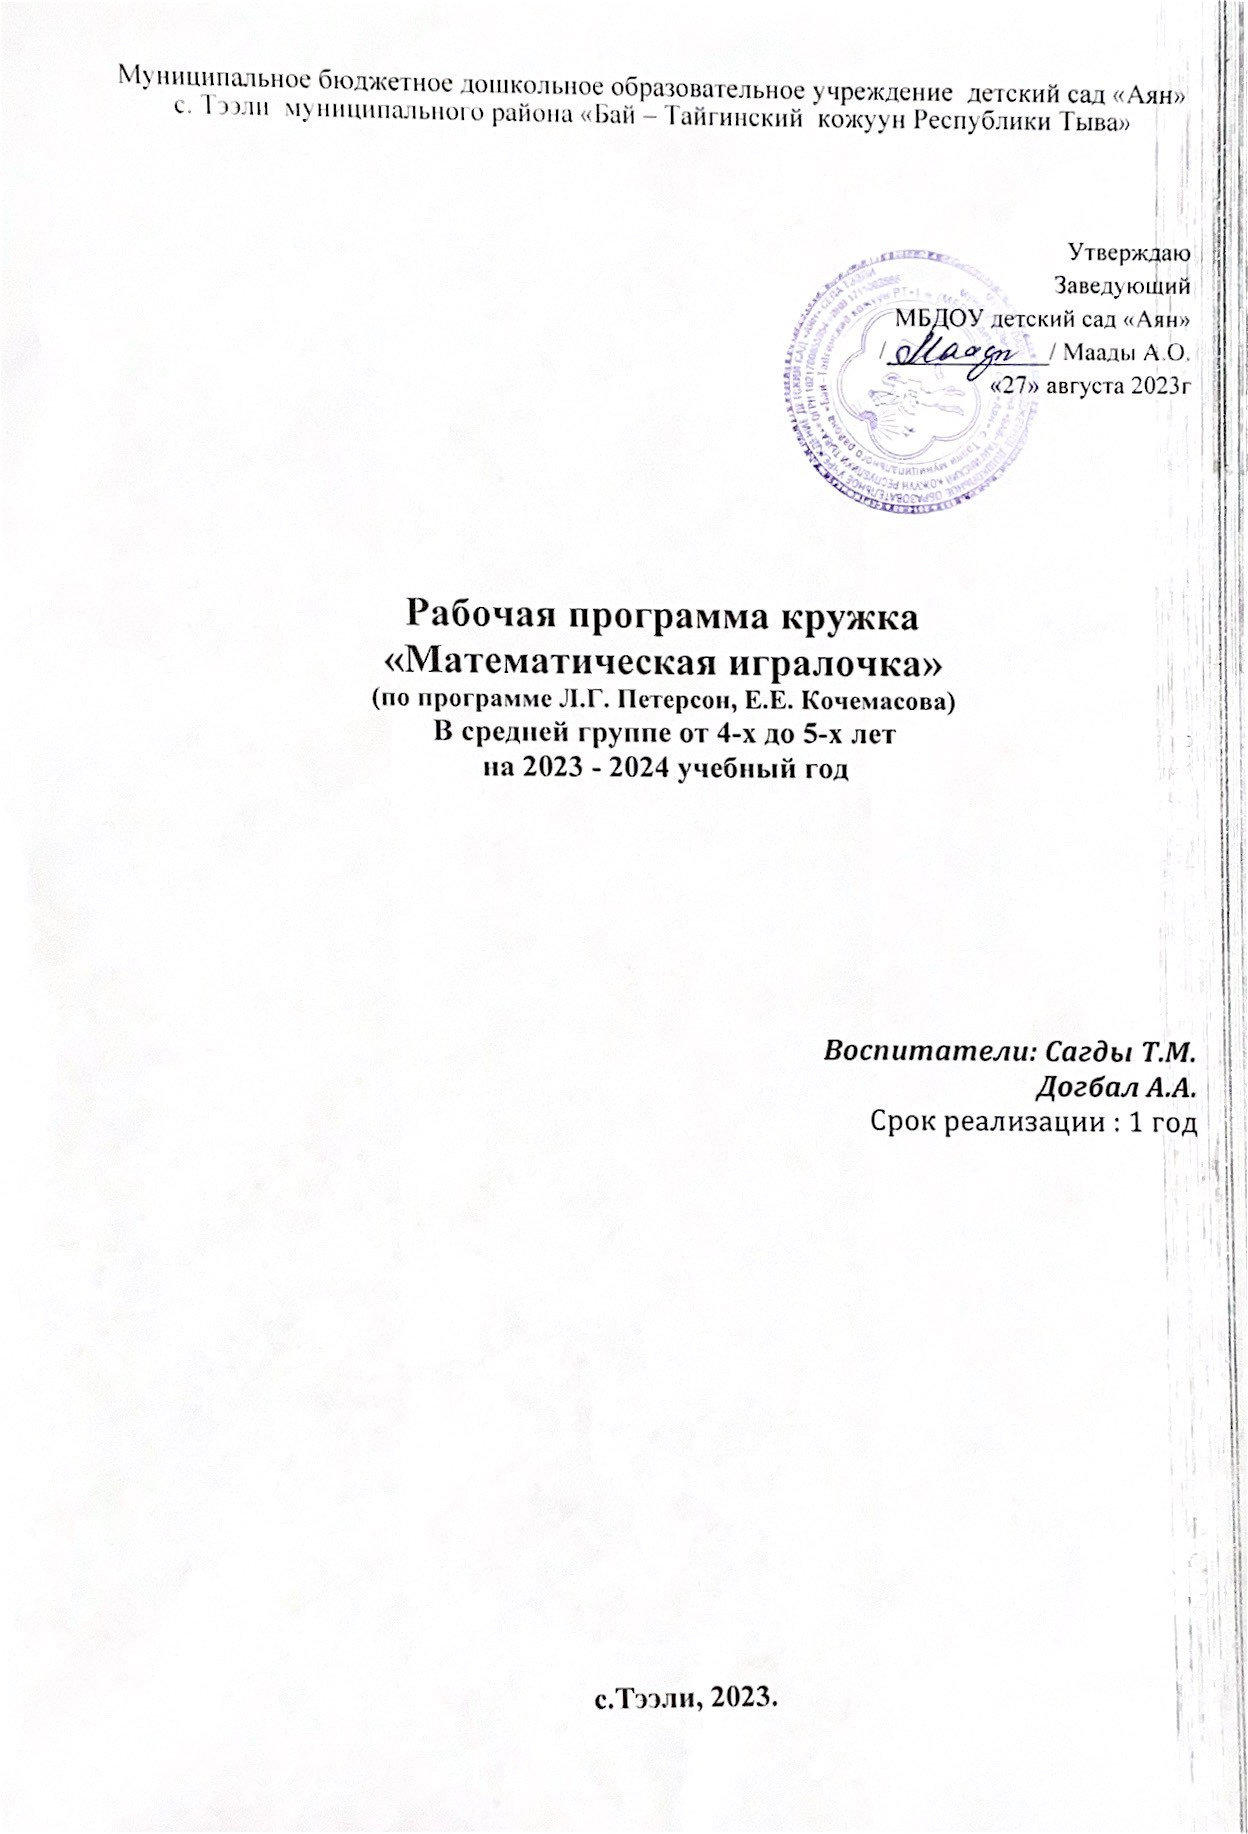 Муниципальное бюджетное дошкольное образовательное учреждение детский сад «Аян»
с. Тээли муниципального района «Бай – Тайгинский кожуун Республики Тыва»
Утверждаю
Заведующий
МБДОУ детский сад «Аян»
/ Маады / Маады А.О.
«27» августа 2023г
Рабочая программа кружка
«Математическая игралочка»
(по программе Л.Г. Петерсон, Е.Е. Кочемасова)
В средней группе от 4-х до 5-х лет
на 2023 - 2024 учебный год
Воспитатели: Сагды Т.М.
Догбал А.А.
Срок реализации : 1 год
с.Тээли, 2023.